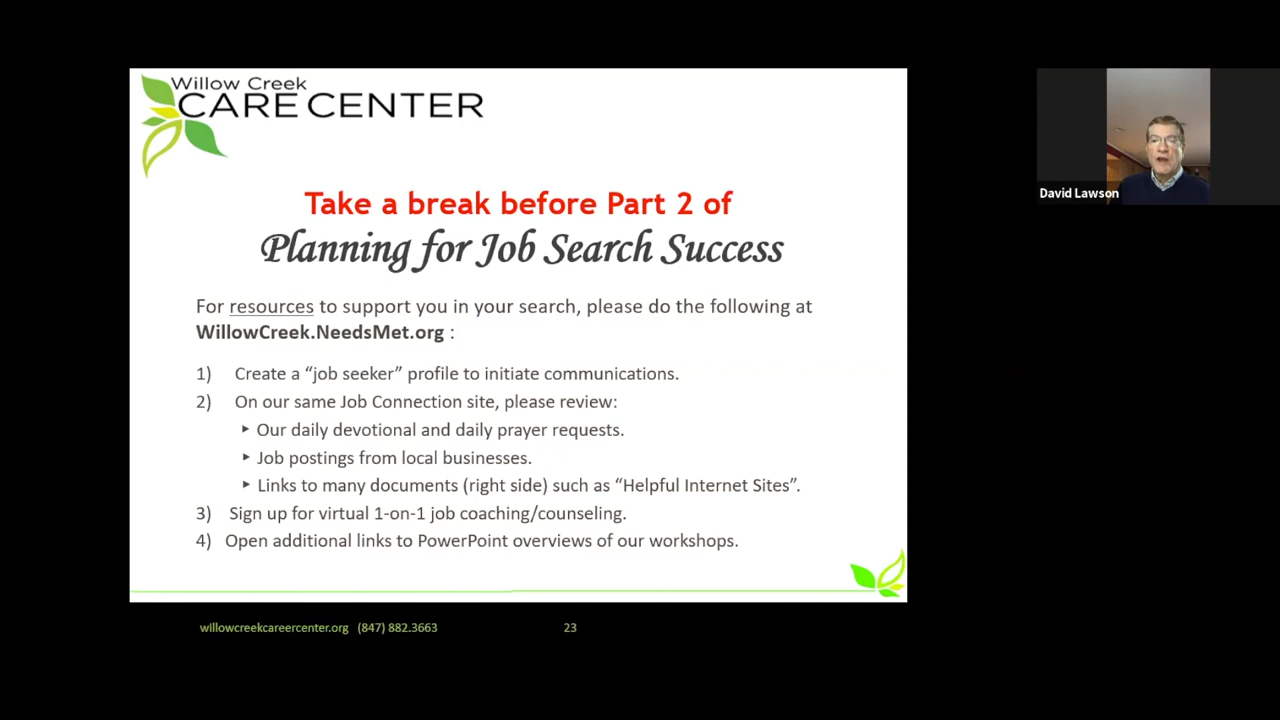 Willow Creek
CARE CENTER
Take a break before Part 2 of
Planning for Job Search Success
For resources to support you in your search, please do the following at
WillowCreek.NeedsMet.org :
1) Create a “job seeker” profile to initiate communications.
2) On our same Job Connection site, please review:
‣ Our daily devotional and daily prayer requests.
‣ Job postings from local businesses.
‣ Links to many documents (right side) such as “Helpful Internet Sites”.
3) Sign up for virtual 1-on-1 job coaching/counseling.
4) Open additional links to PowerPoint overviews of our workshops.
willowcreekcareercenter.org (847) 882.3663 23
David Lawson